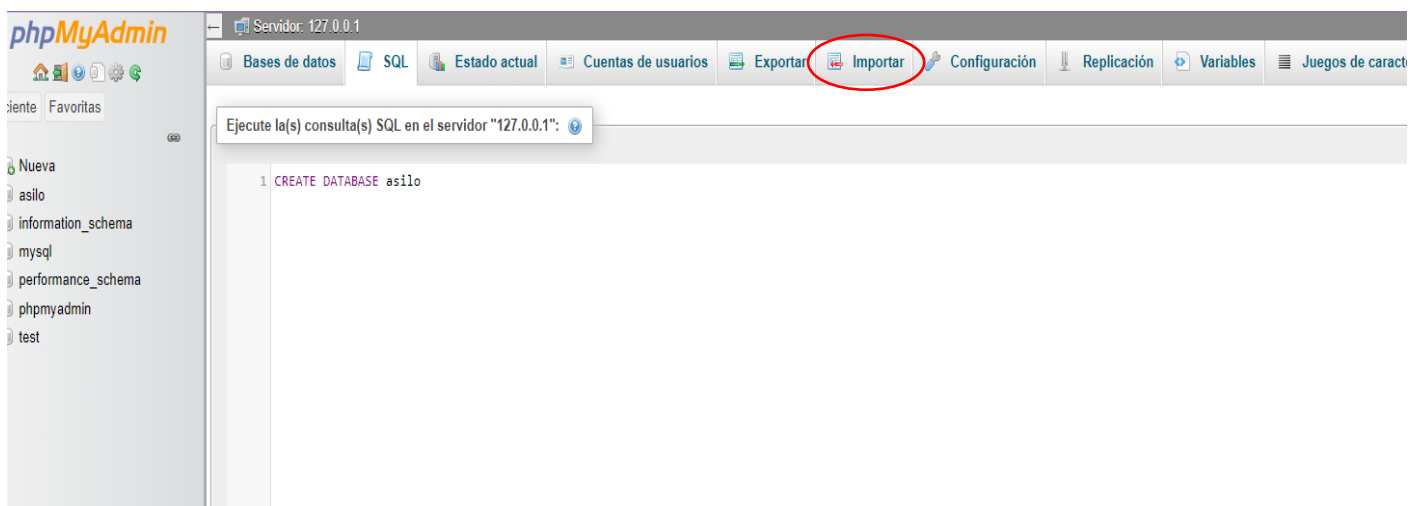 phpMyAdmin
ciente Favoritas
Nueva
asilo
information_schema
mysql
performance_schema
phpmyadmin
test
Servidor: 127.0.0.1
Bases de datos SQL Estado actual Cuentas de usuarios Exportar Importar Configuración Replicación Variables Juegos de caract
Ejecute la(s) consulta(s) SQL en el servidor "127.0.0.1":
1 CREATE DATABASE asilo